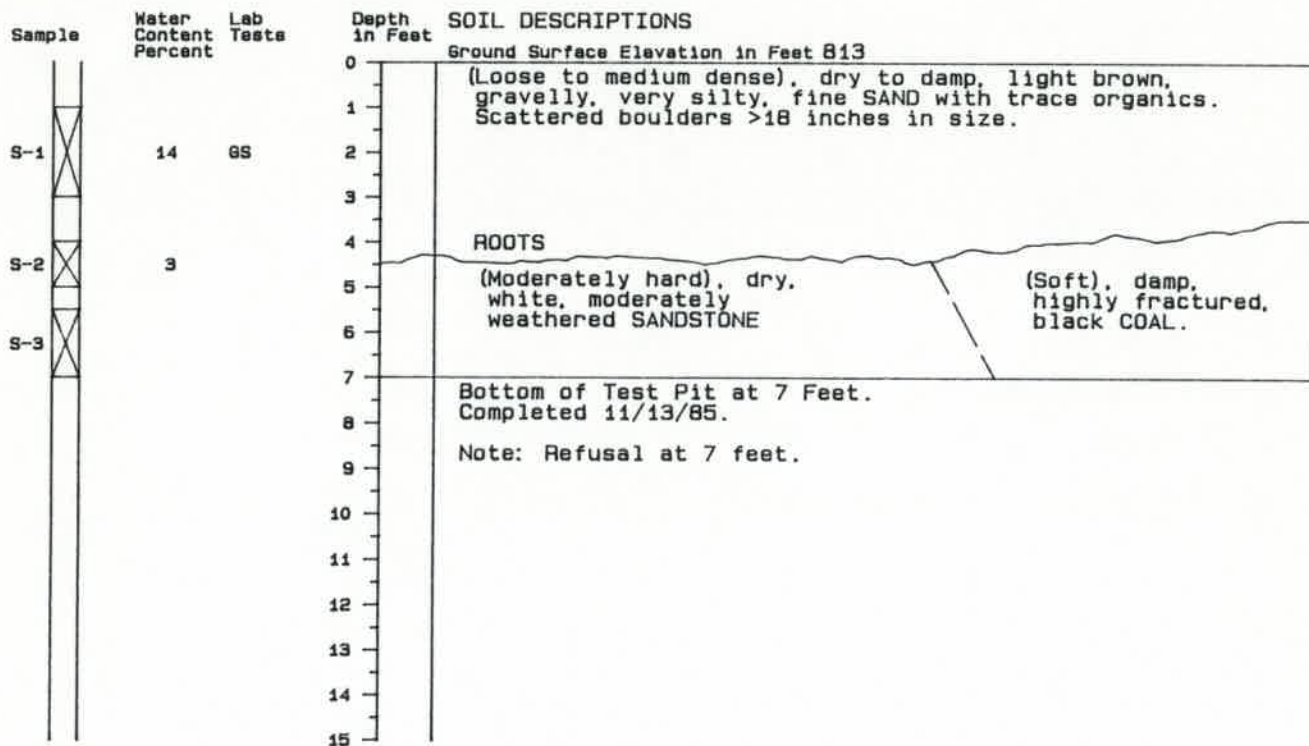 Sample
Water
Content
Percent
Lab
Tests
Depth
in Feet
SOIL DESCRIPTIONS
Ground Surface Elevation in Feet 813
0
(Loose to medium dense), dry to damp, light brown,
gravelly, very silty, fine SAND with trace organics.
Scattered boulders >18 inches in size.
1
S-1 14 GS 2
3
4 ROOTS
S-2 3
(Moderately hard), dry,
white, moderately
weathered SANDSTONE
(Soft), damp,
highly fractured,
black COAL.
5
6
S-3
7
Bottom of Test Pit at 7 Feet.
Completed 11/13/85.
8
Note: Refusal at 7 feet.
9
10
11
12
13
14
15